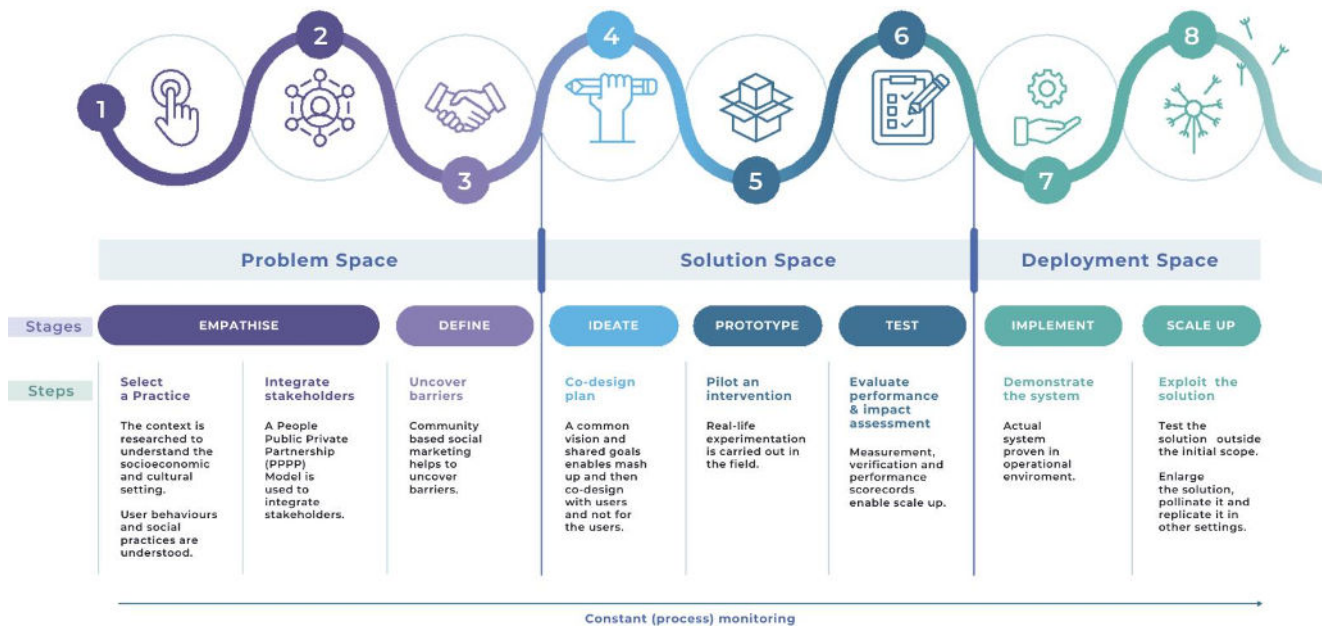 1
2
3
4
5
6
7
8
Problem Space
Solution Space
Deployment Space
Stages
EMPATHISE
DEFINE
IDEATE
PROTOTYPE
TEST
IMPLEMENT
SCALE UP
Steps
Select
a Practice
The context is
researched to
understand the
socioeconomic
and cultural
setting.
User behaviours
and social
practices are
understood.
Integrate
stakeholders
A People
Public Private
Partnership
(PPPP)
Model is
used to
integrate
stakeholders.
Uncover
barriers
Community
based social
marketing
helps to
uncover
barriers.
Co-design
plan
A common
vision and
shared goals
enables mash
up and then
co-design
with users
and not for
the users.
Pilot an
intervention
Real-life
experimentation
is carried out in
the field.
Evaluate
performance
& impact
assessment
Measurement,
verification and
performance
scorecords
enable scale up.
Demonstrate
the system
Actual
system
proven in
operational
enviroment.
Exploit the
solution
Test the
solution outside
the initial scope.
Enlarge
the solution,
pollinate it and
replicate it in
other settings.
Constant (process) monitoring